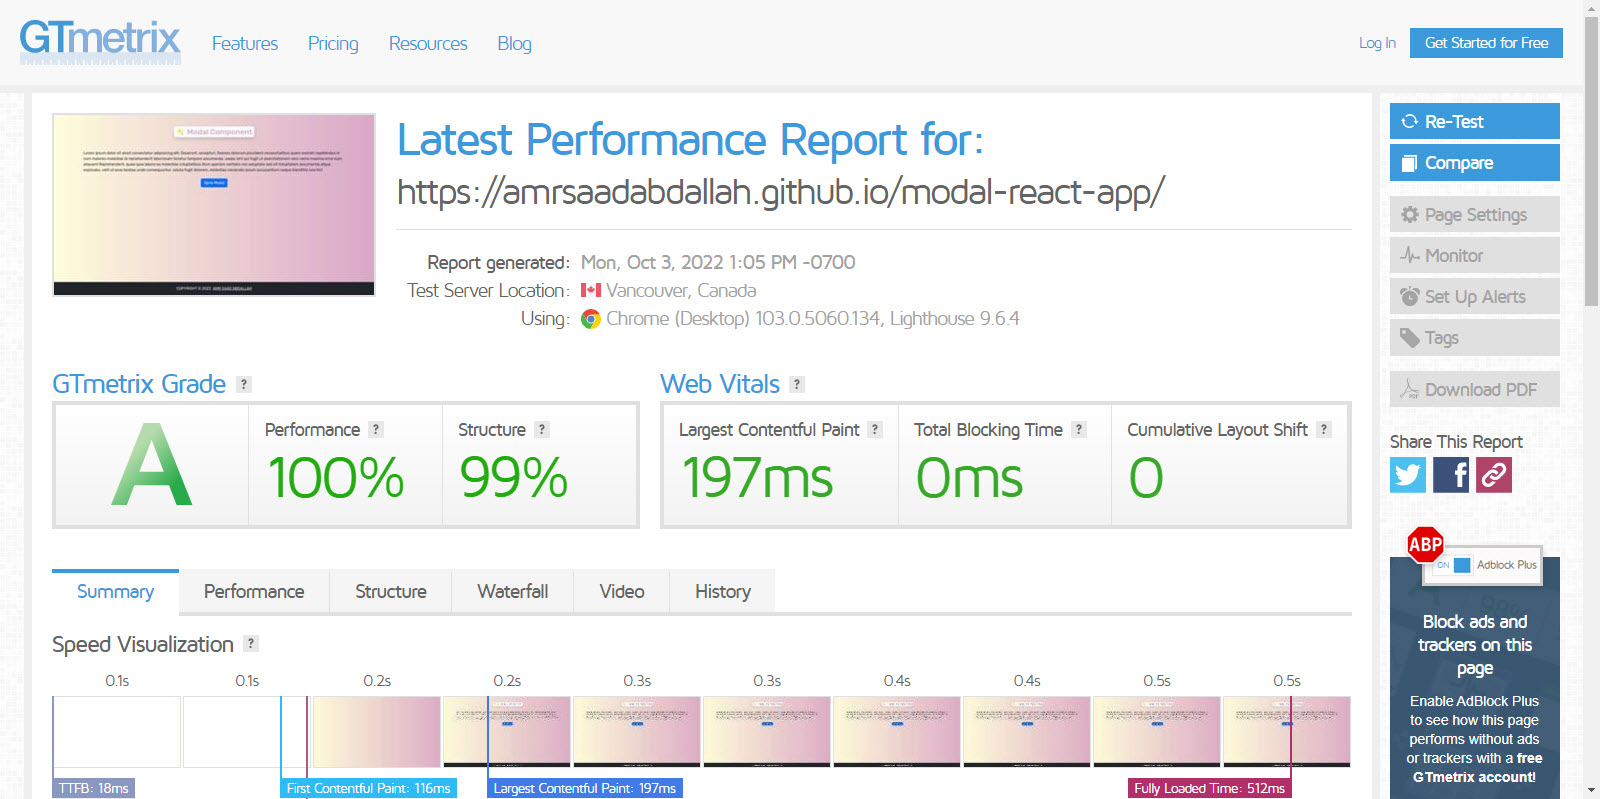 GTmetrix
Features
Pricing
Resources
Blog
Log In
Get Started for Free
Modal Component
Open Modal
COPYRIGHT © 2022 AMR SAAD ABDALLAH
Latest Performance Report for:
https://amrsaadabdallah.github.io/modal-react-app/
Report generated: Mon, Oct 3, 2022 1:05 PM -0700
Test Server Location: Vancouver, Canada
Using: Chrome (Desktop) 103.0.5060.134, Lighthouse 9.6.4
Re-Test
Compare
Page Settings
Monitor
Set Up Alerts
Tags
Download PDF
Share This Report
GTmetrix Grade ?
A
Performance ?
100%
Structure ?
99%
Web Vitals ?
Largest Contentful Paint ?
197ms
Total Blocking Time ?
0ms
Cumulative Layout Shift ?
0
Summary
Performance
Structure
Waterfall
Video
History
Speed Visualization ?
0.1s
0.1s
0.2s
0.2s
0.3s
0.3s
0.4s
0.4s
0.5s
0.5s
TTFB: 18ms
First Contentful Paint: 116ms
Largest Contentful Paint: 197ms
Fully Loaded Time: 512ms
ABP
ON
Adblock Plus
A
98%
Block ads and
trackers on this
page
Enable AdBlock Plus
to see how this page
performs without ads
or trackers with a free
GTmetrix account!